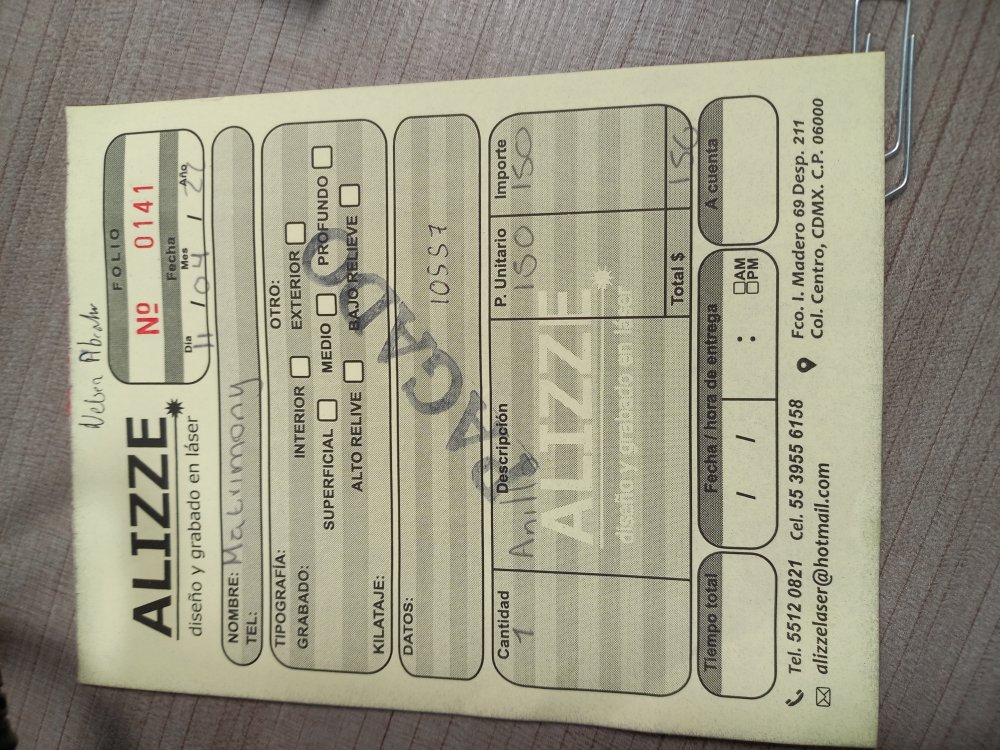 ALIZZE
diseño y grabado en láser
FOLIO
Nº 0141
Fecha
Día Mes Año
11 / 04 / 22
NOMBRE: Matrimony
TEL:
TIPOGRAFÍA:
OTRO:
GRABADO:
INTERIOR
EXTERIOR
SUPERFICIAL
MEDIO
PROFUNDO
ALTO RELIVE
BAJO RELIEVE
KILATAJE:
PAGADO
DATOS:
10557
Cantidad Descripción P. Unitario Importe
1 Anillo 150 150
ALIZZE
diseño y grabado en láser
Total $ 150
Tiempo total
Fecha / hora de entrega
A cuenta
/ / : AM
PM
Tel. 5512 0821 Cel. 55 3955 6158
alizzelaser@hotmail.com
Fco. I. Madero 69 Desp. 211
Col. Centro, CDMX. C.P. 06000